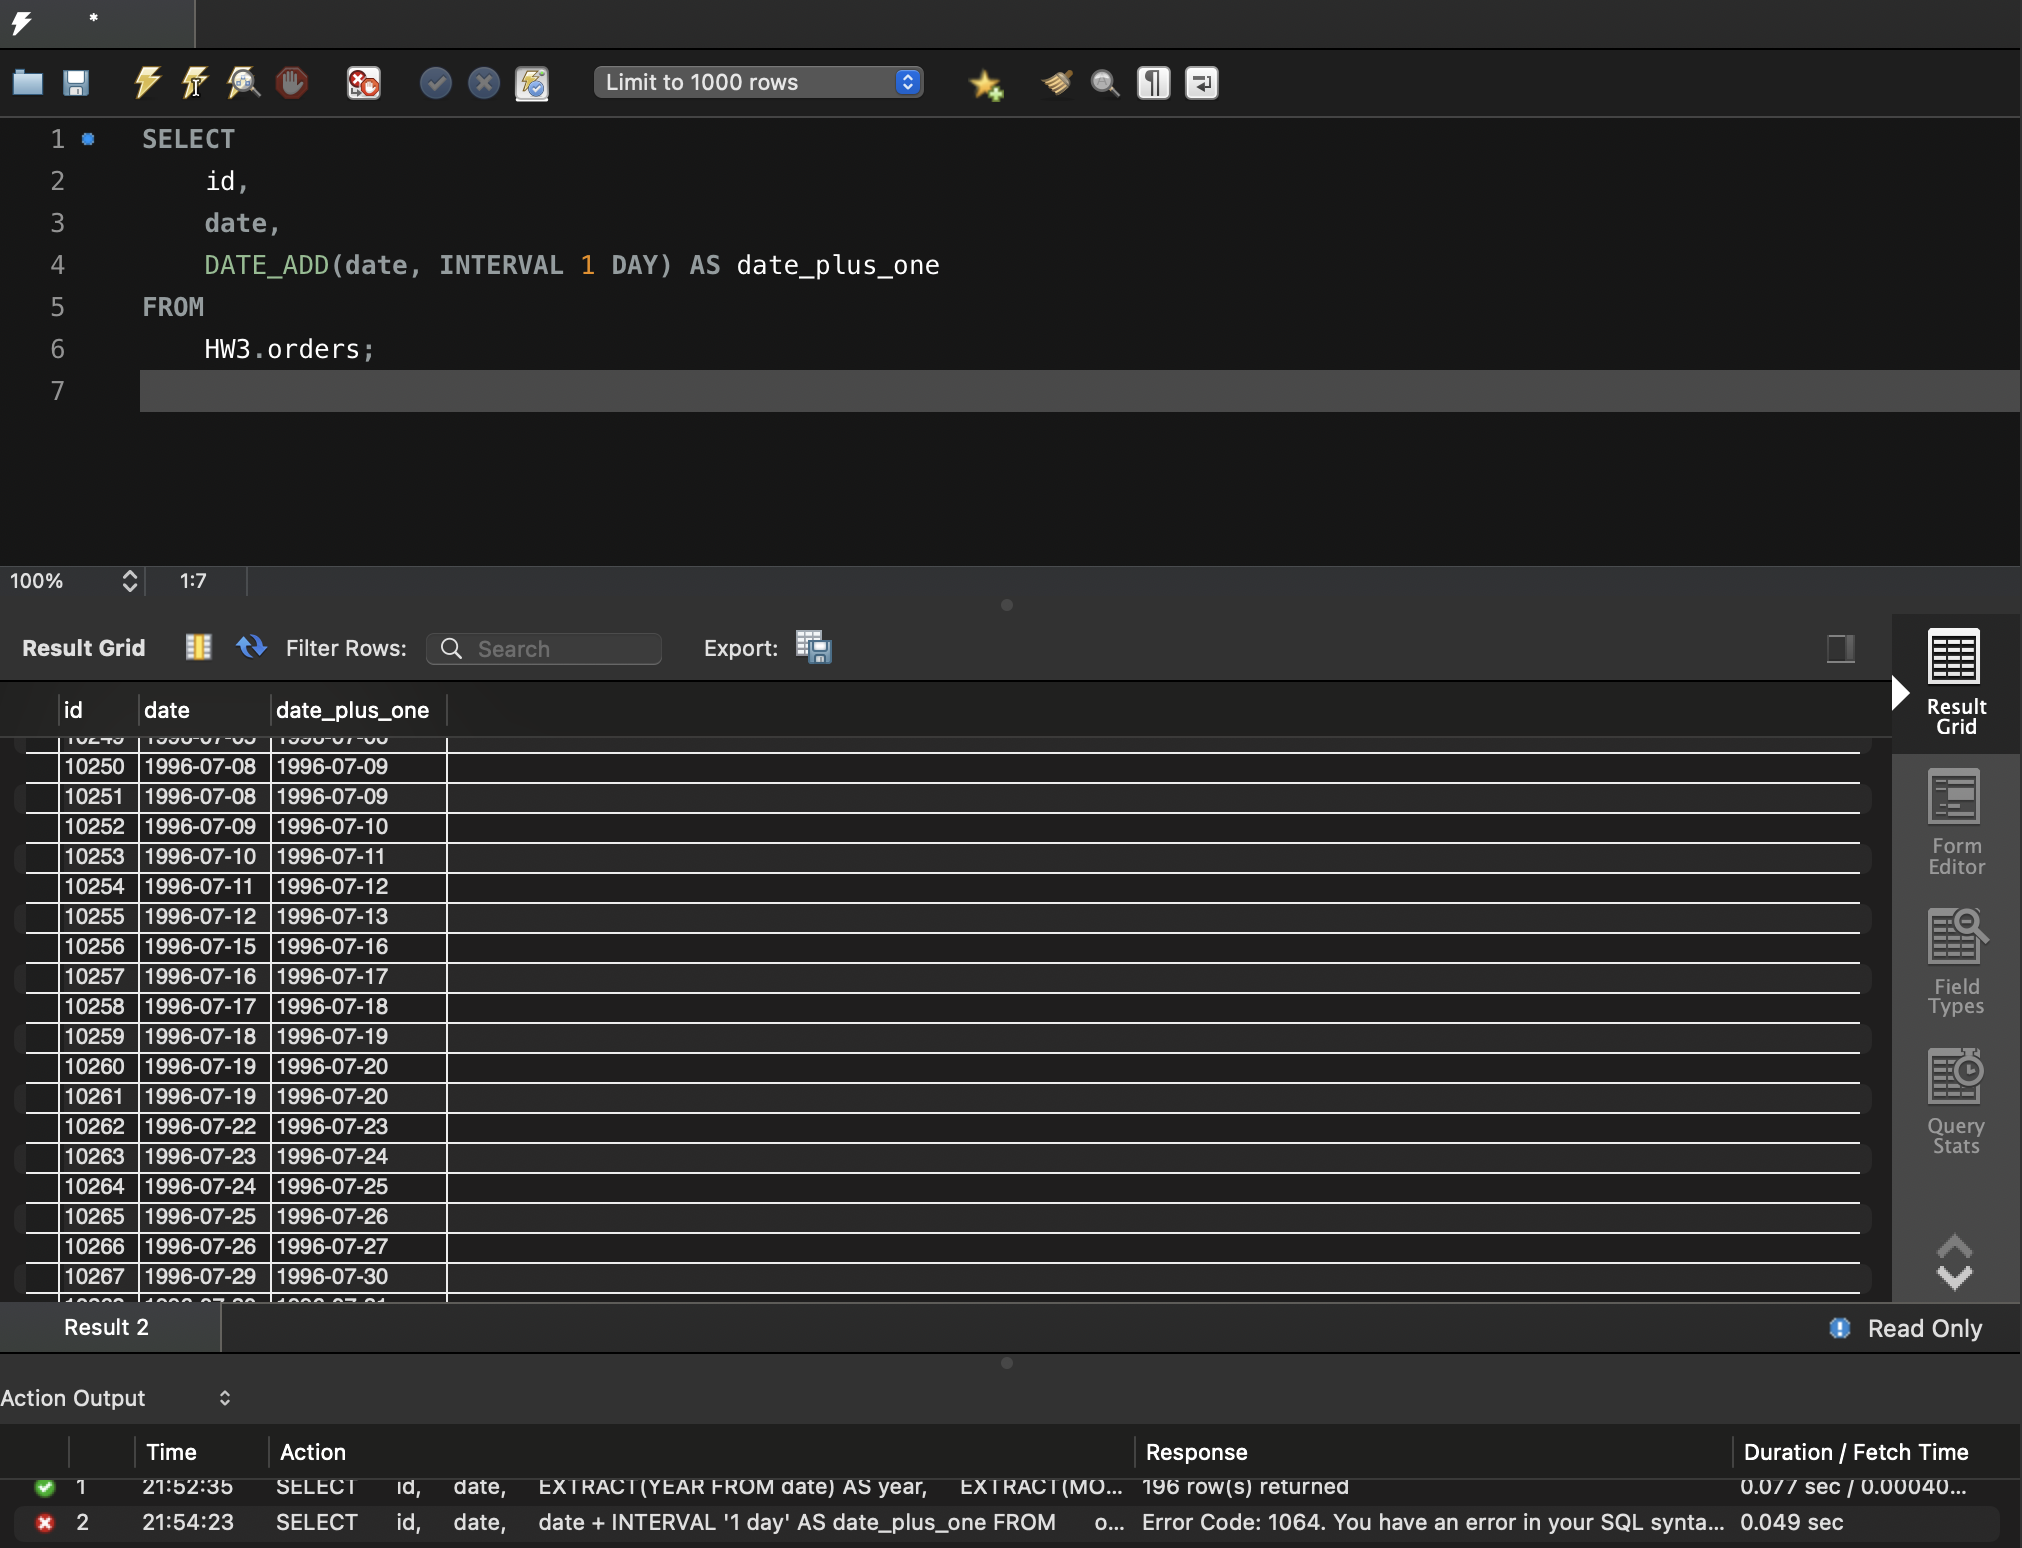 *
Limit to 1000 rows
1 SELECT
2 id,
3 date,
4 DATE_ADD(date, INTERVAL 1 DAY) AS date_plus_one
5 FROM
6 HW3.orders;
7
100% 1:7
Result Grid Filter Rows: Search Export:
id date date_plus_one
10249 1996-07-05 1996-07-06
10250 1996-07-08 1996-07-09
10251 1996-07-08 1996-07-09
10252 1996-07-09 1996-07-10
10253 1996-07-10 1996-07-11
10254 1996-07-11 1996-07-12
10255 1996-07-12 1996-07-13
10256 1996-07-15 1996-07-16
10257 1996-07-16 1996-07-17
10258 1996-07-17 1996-07-18
10259 1996-07-18 1996-07-19
10260 1996-07-19 1996-07-20
10261 1996-07-19 1996-07-20
10262 1996-07-22 1996-07-23
10263 1996-07-23 1996-07-24
10264 1996-07-24 1996-07-25
10265 1996-07-25 1996-07-26
10266 1996-07-26 1996-07-27
10267 1996-07-29 1996-07-30
Result
Grid
Form
Editor
Field
Types
Query
Stats
Result 2 Read Only
Action Output
Time Action Response Duration / Fetch Time
1 21:52:35 SELECT id, date, EXTRACT(YEAR FROM date) AS year, EXTRACT(MO... 196 row(s) returned 0.077 sec / 0.00040...
2 21:54:23 SELECT id, date, date + INTERVAL '1 day' AS date_plus_one FROM o... Error Code: 1064. You have an error in your SQL synta... 0.049 sec